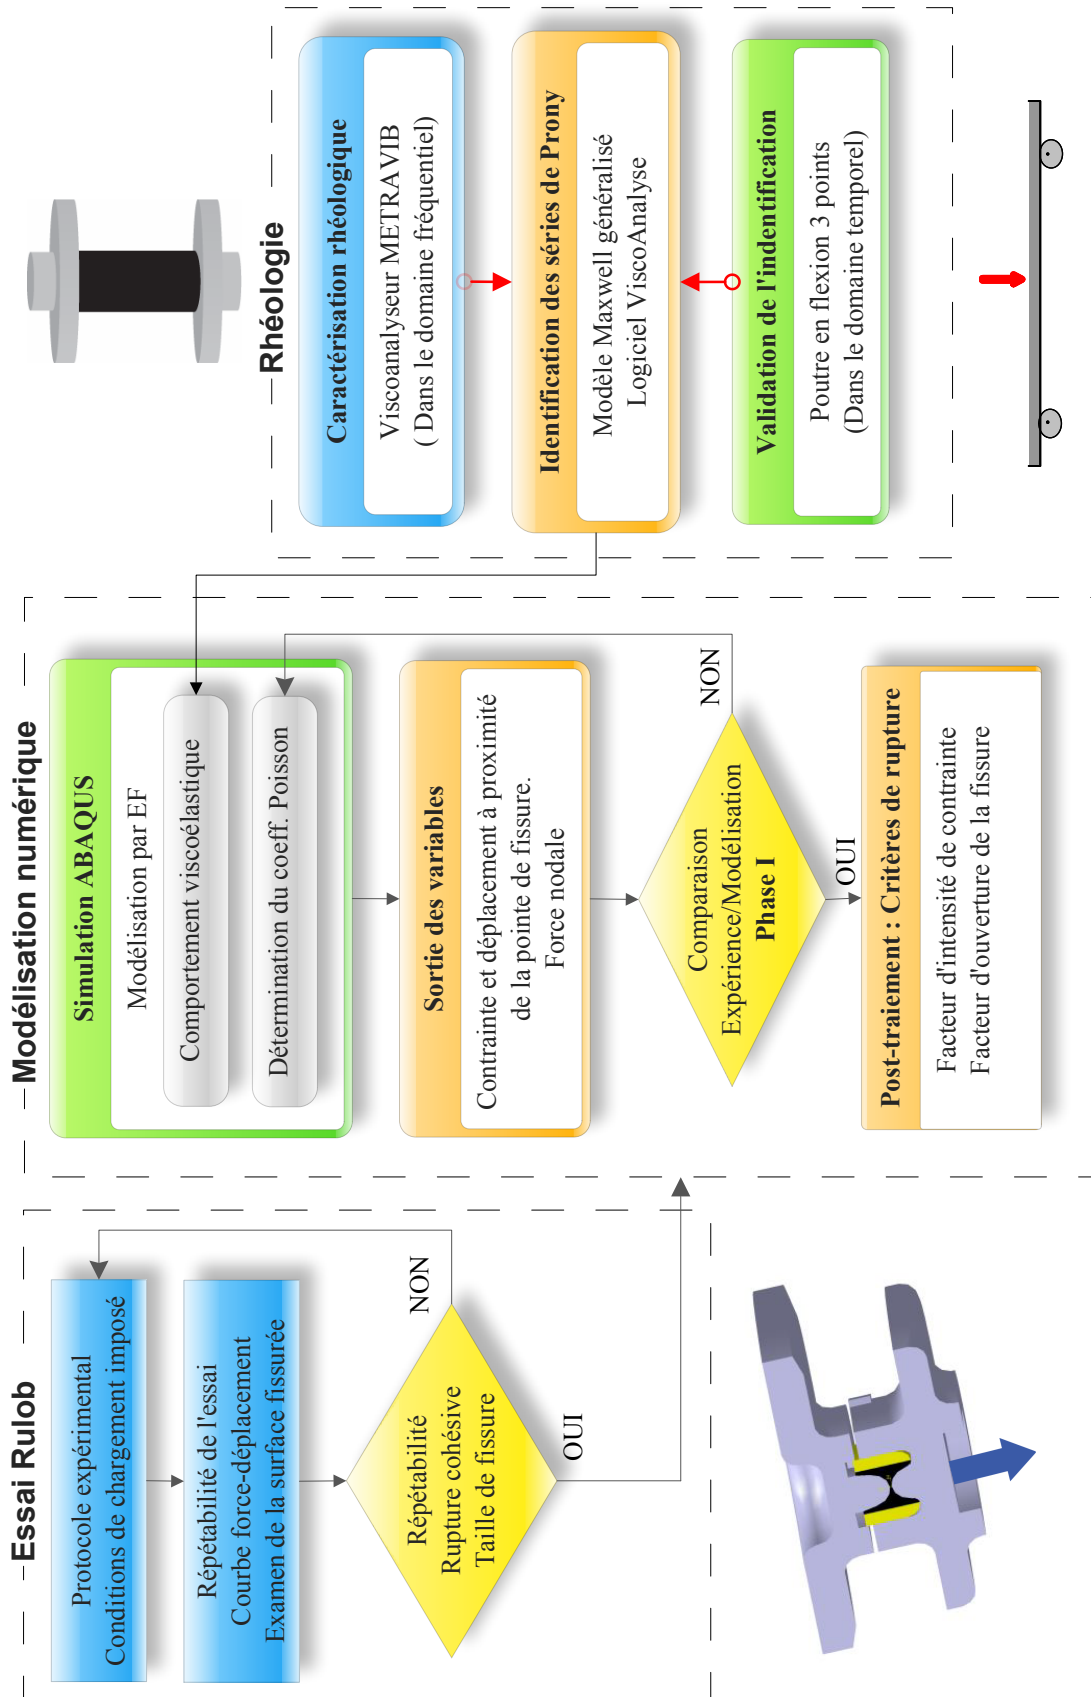 Essai Rulob
Protocole expérimental
Conditions de chargement imposé
Répétabilité de l'essai
Courbe force-déplacement
Examen de la surface fissurée
Répétabilité
Rupture cohésive
Taille de fissure
NON
OUI
Modélisation numérique
Simulation ABAQUS
Modélisation par EF
Comportement viscoélastique
Détermination du coeff. Poisson
Sortie des variables
Contrainte et déplacement à proximité
de la pointe de fissure.
Force nodale
Comparaison
Expérience/Modélisation
Phase I
NON
OUI
Post-traiement : Critères de rupture
Facteur d'intensité de contrainte
Facteur d'ouverture de la fissure
Rhéologie
Caractérisation rhéologique
Viscoanalyseur METRAVIB
( Dans le domaine fréquentiel)
Identification des séries de Prony
Modèle Maxwell généralisé
Logiciel ViscoAnalyse
Validation de l'indentification
Poutre en flexion 3 points
(Dans le domaine temporel)